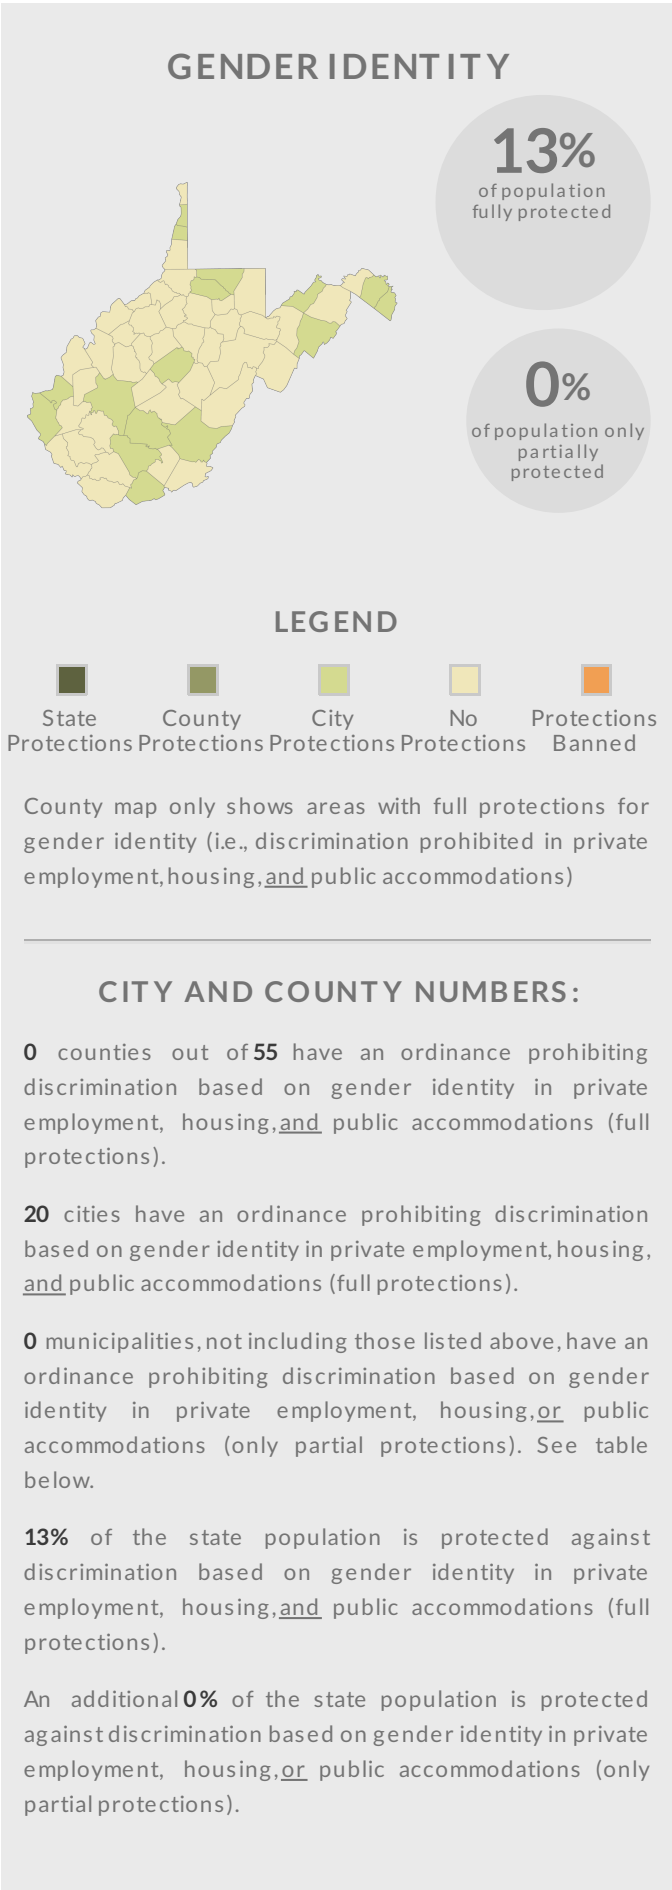 GENDER IDENTITY
13%
of population
fully protected
0%
of population only
partially
protected
LEGEND
State
Protections
County
Protections
City
Protections
No
Protections
Protections
Banned
County map only shows areas with full protections for
gender identity (i.e., discrimination prohibited in private
employment, housing, and public accommodations)
CITY AND COUNTY NUMBERS:
0 counties out of 55 have an ordinance prohibiting
discrimination based on gender identity in private
employment, housing, and public accommodations (full
protections).
20 cities have an ordinance prohibiting discrimination
based on gender identity in private employment, housing,
and public accommodations (full protections).
0 municipalities, not including those listed above, have an
ordinance prohibiting discrimination based on gender
identity in private employment, housing, or public
accommodations (only partial protections). See table
below.
13% of the state population is protected against
discrimination based on gender identity in private
employment, housing, and public accommodations (full
protections).
An additional 0% of the state population is protected
against discrimination based on gender identity in private
employment, housing, or public accommodations (only
partial protections).